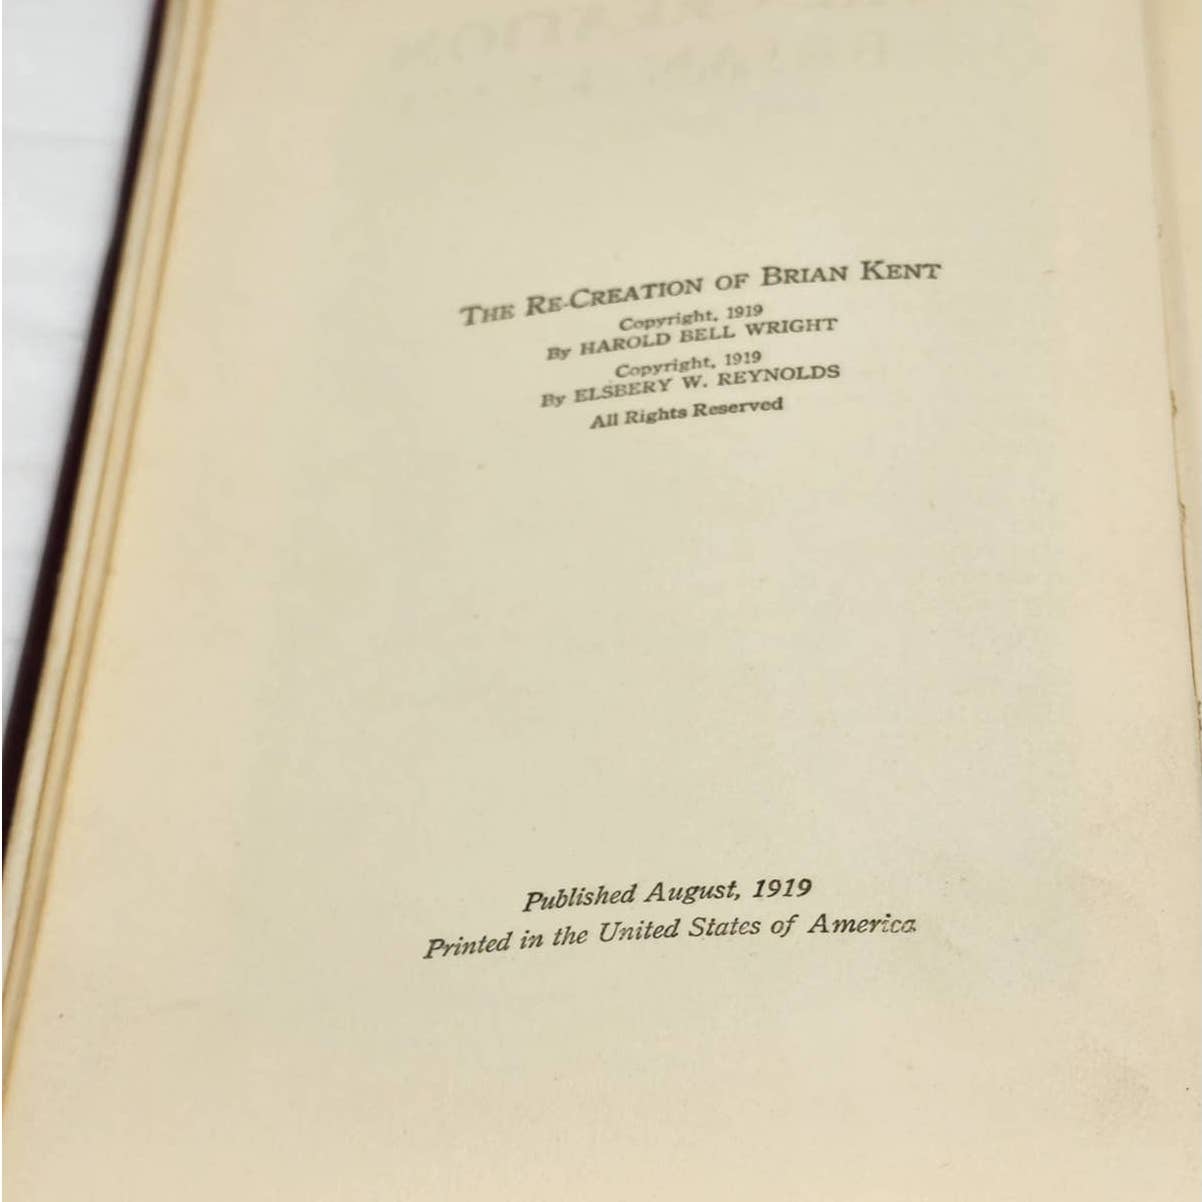 THE RE-CREATION OF BRIAN KENT
Copyright, 1919
By HAROLD BELL WRIGHT
Copyright, 1919
By ELSBERY W. REYNOLDS
All Rights Reserved
Published August, 1919
Printed in the United States of America